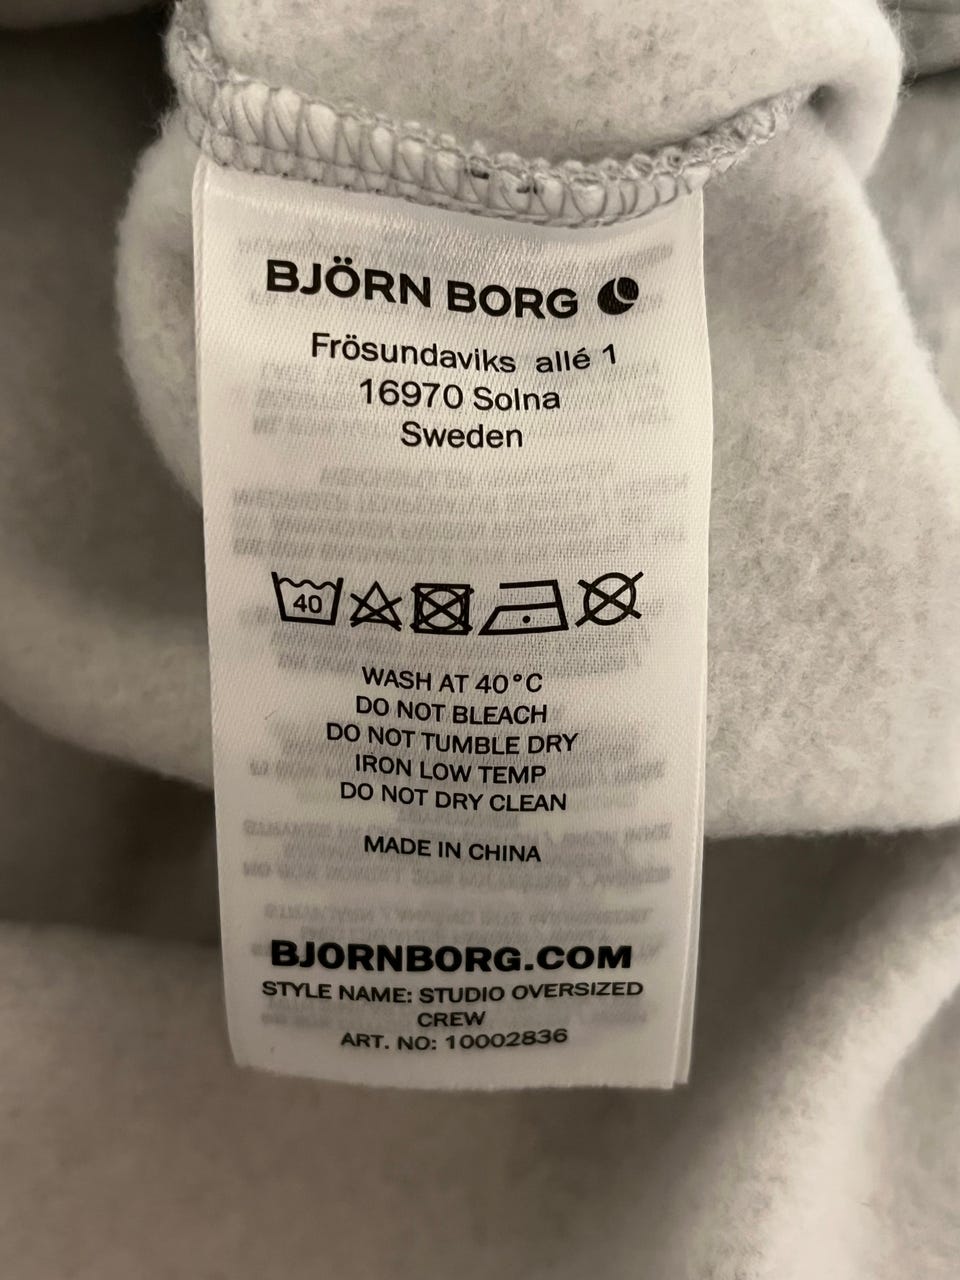 BJÖRN BORG
Frösundaviks allé 1
16970 Solna
Sweden
40
WASH AT 40°C
DO NOT BLEACH
DO NOT TUMBLE DRY
IRON LOW TEMP
DO NOT DRY CLEAN
MADE IN CHINA
BJORNBORG.COM
STYLE NAME: STUDIO OVERSIZED
CREW
ART. NO: 10002836